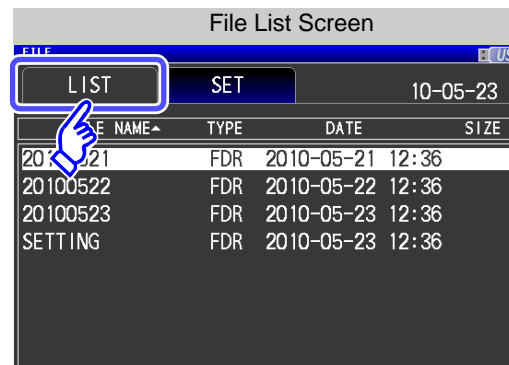 File List Screen
FILE
LIST SET 10-05-23
NAME▲ TYPE DATE SIZE
FDR 2010-05-21 12:36
20100522 FDR 2010-05-22 12:36
20100523 FDR 2010-05-23 12:36
SETTING FDR 2010-05-23 12:36